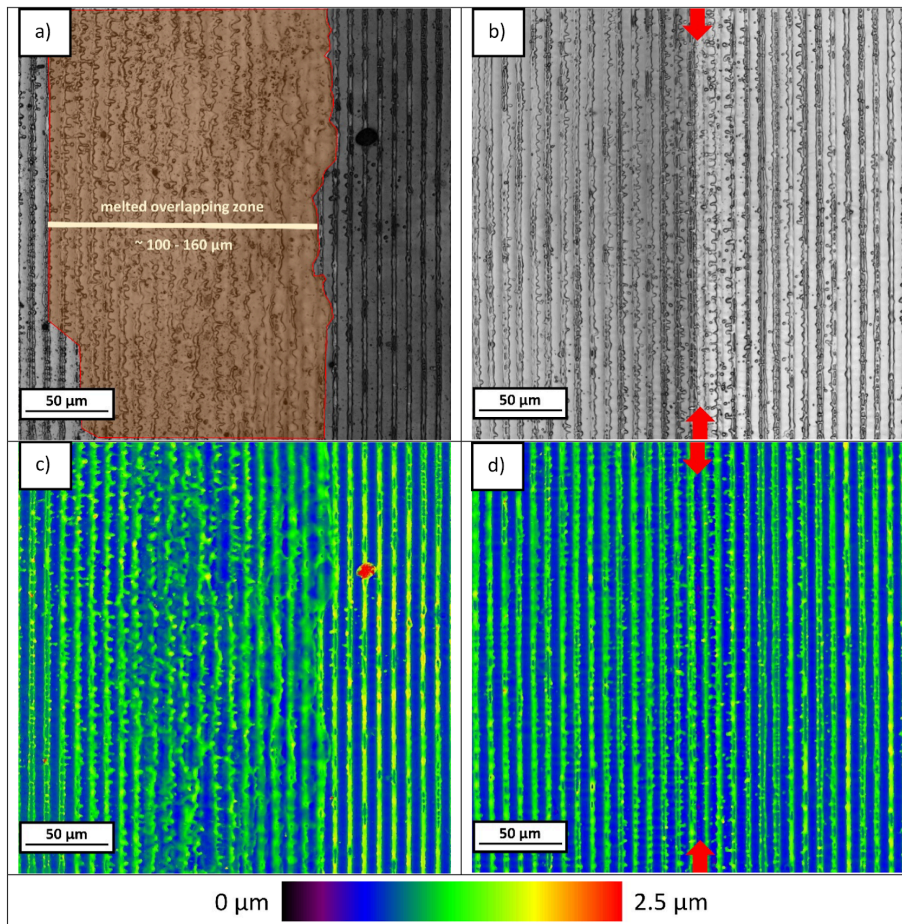 a)
b)
melted overlapping zone
~ 100 - 160 µm
50 µm
50 µm
c)
d)
50 µm
50 µm
0 µm
2.5 µm